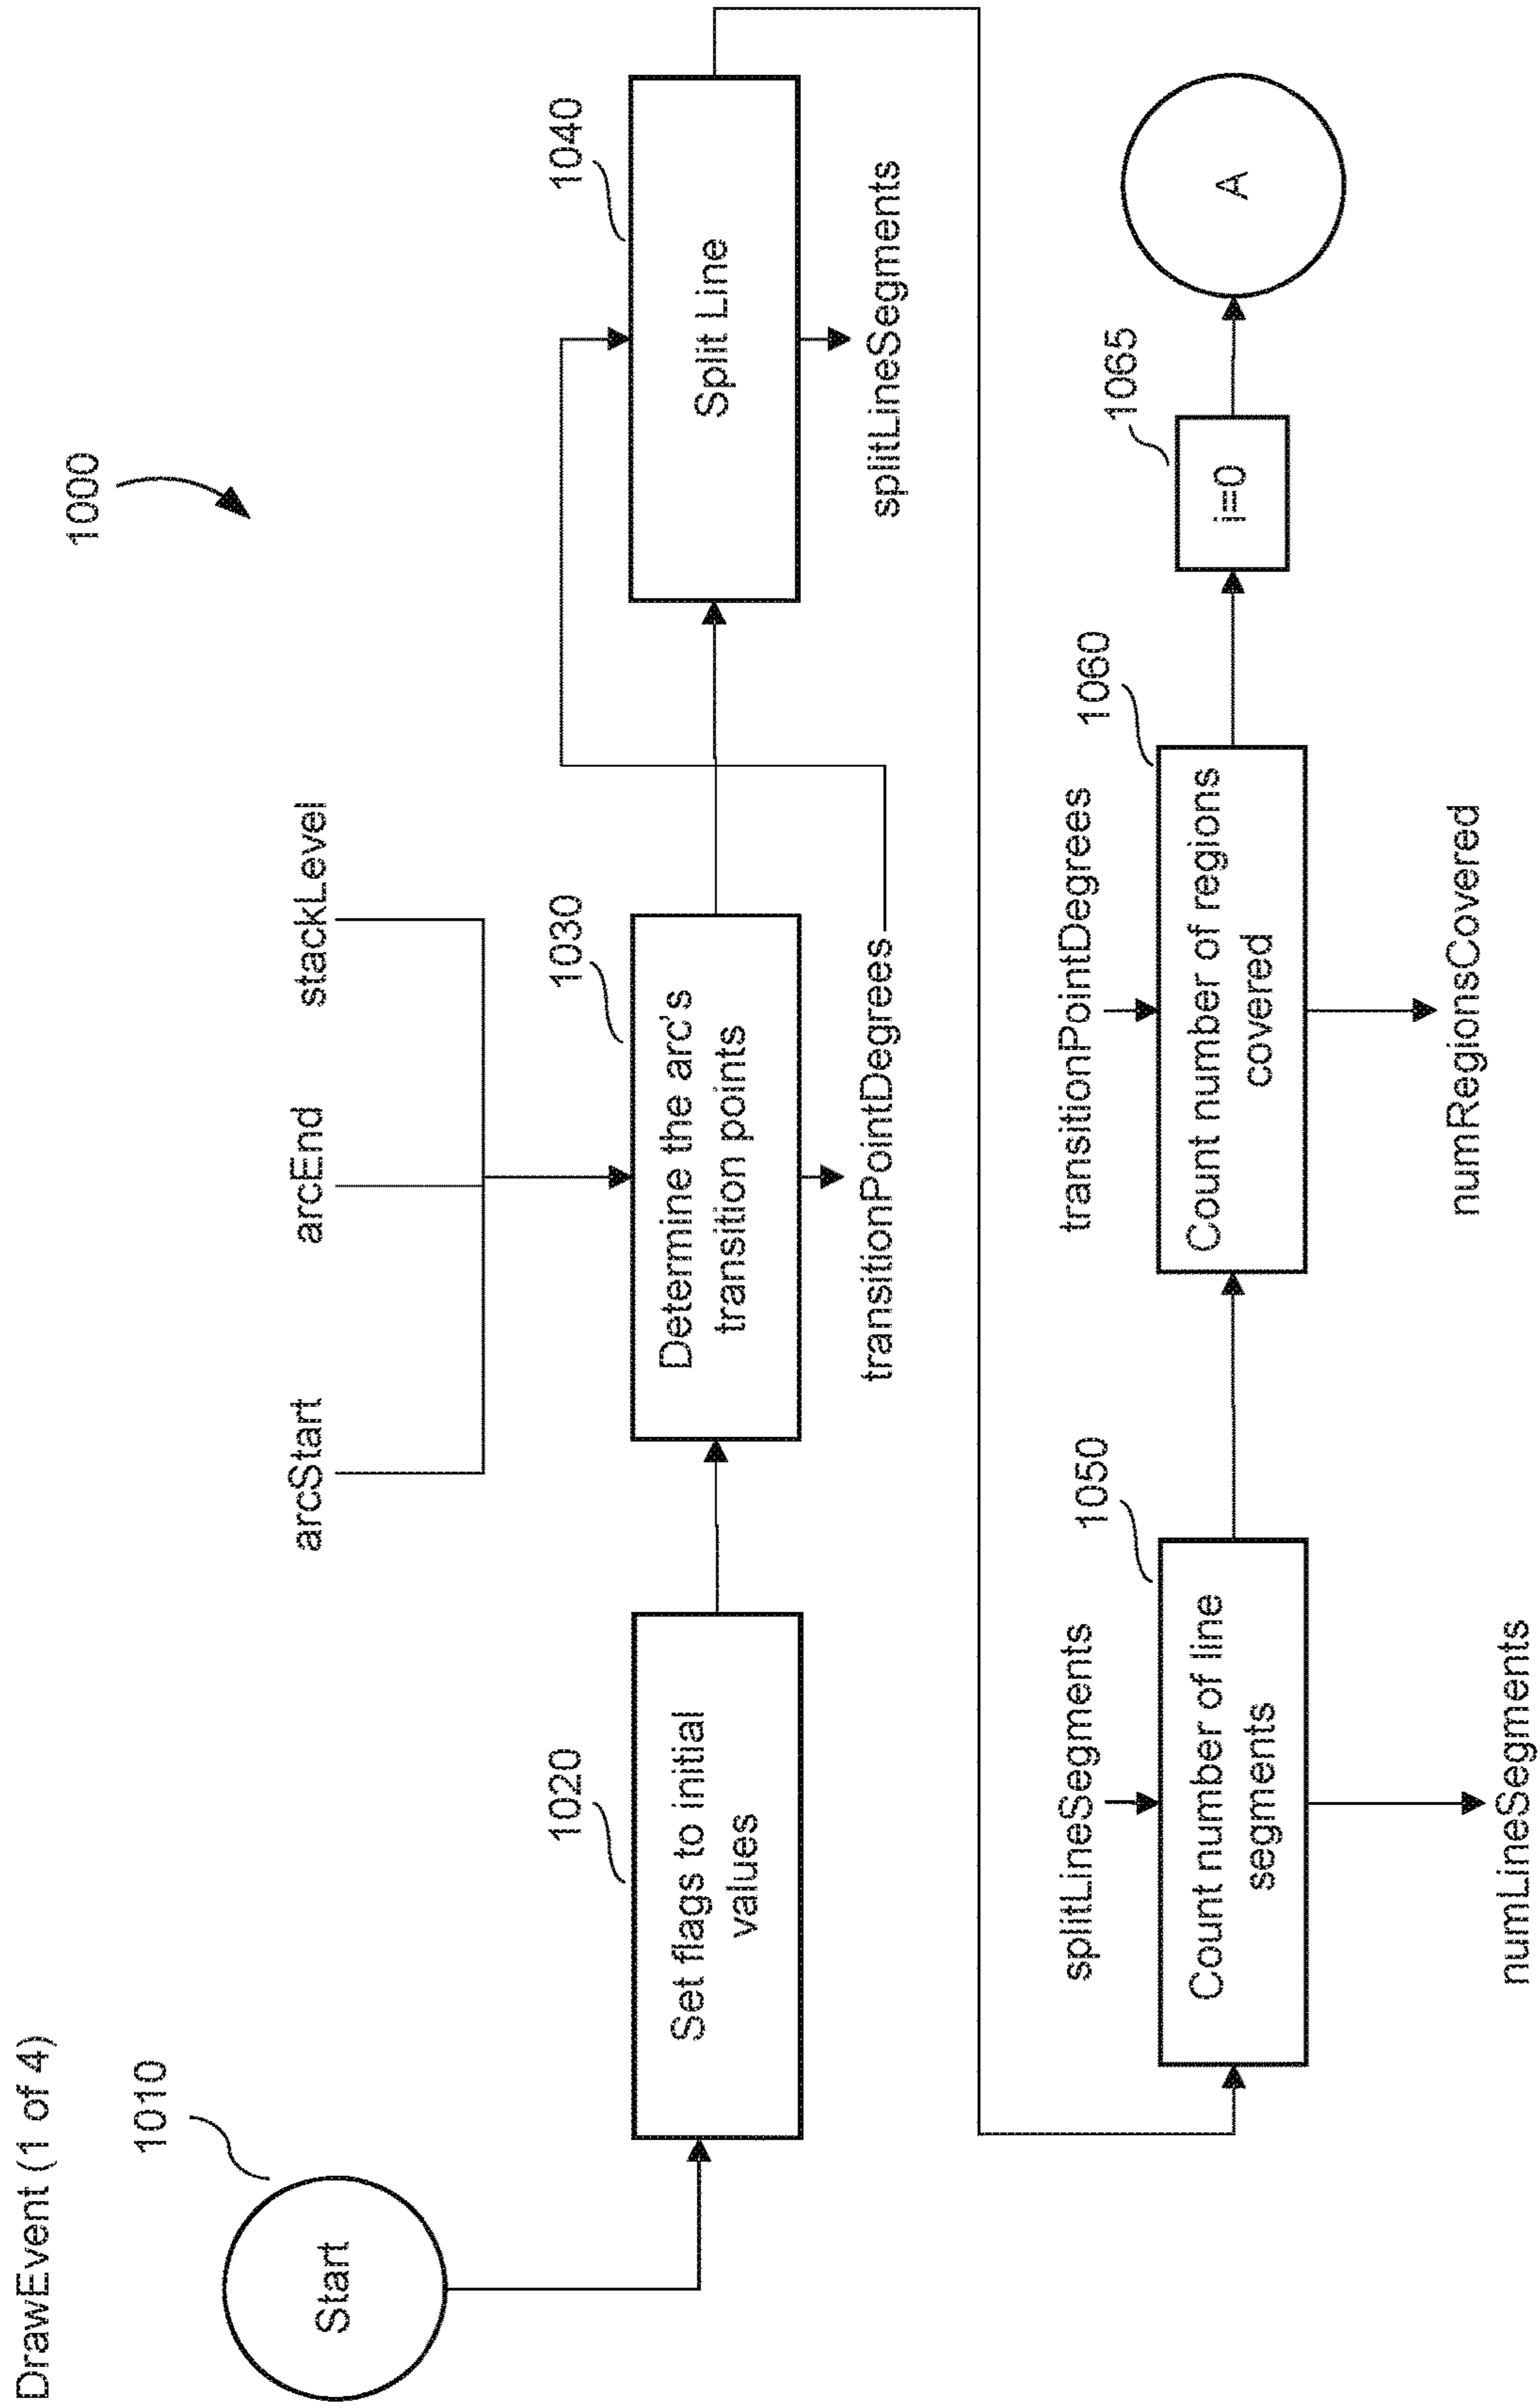 DrawEvent (1 of 4)
1000
1010
Start
arcStart
arcEnd
stackLevel
1020
Set flags to initial
values
1030
Determine the arc's
transition points
transitionPointDegrees
1040
Split Line
splitLineSegments
1050
splitLineSegments
Count number of line
segments
numLineSegments
1060
transitionPointDegrees
Count number of regions
covered
numRegionsCovered
1065
i=0
A